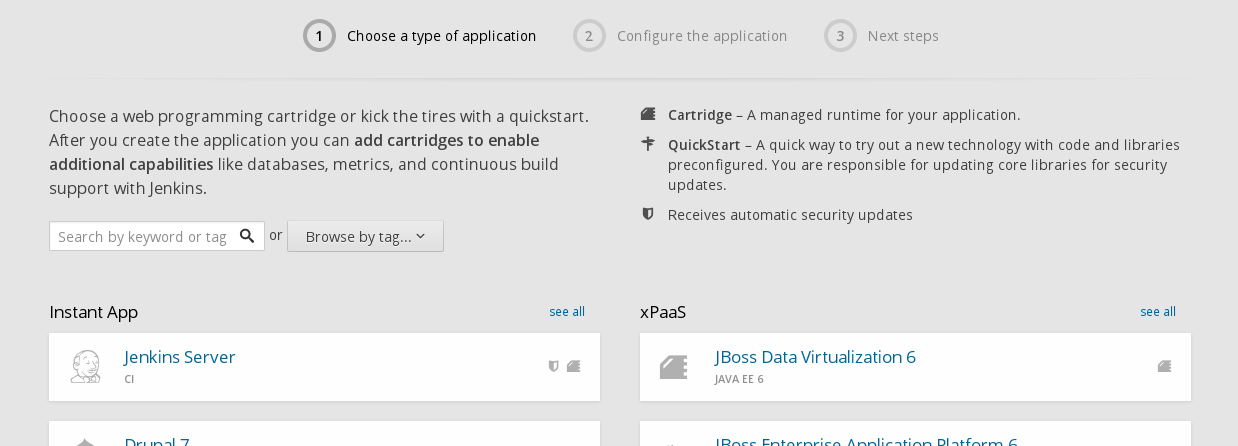 1 Choose a type of application 2 Configure the application 3 Next steps
Choose a web programming cartridge or kick the tires with a quickstart.
After you create the application you can add cartridges to enable
additional capabilities like databases, metrics, and continuous build
support with Jenkins.
Search by keyword or tag or Browse by tag...
Cartridge – A managed runtime for your application.
QuickStart – A quick way to try out a new technology with code and libraries
preconfigured. You are responsible for updating core libraries for security
updates.
Receives automatic security updates
Instant App see all
Jenkins Server
CI
Drupal 7
xPaaS see all
JBoss Data Virtualization 6
JAVA EE 6
JBoss Enterprise Application Platform 6